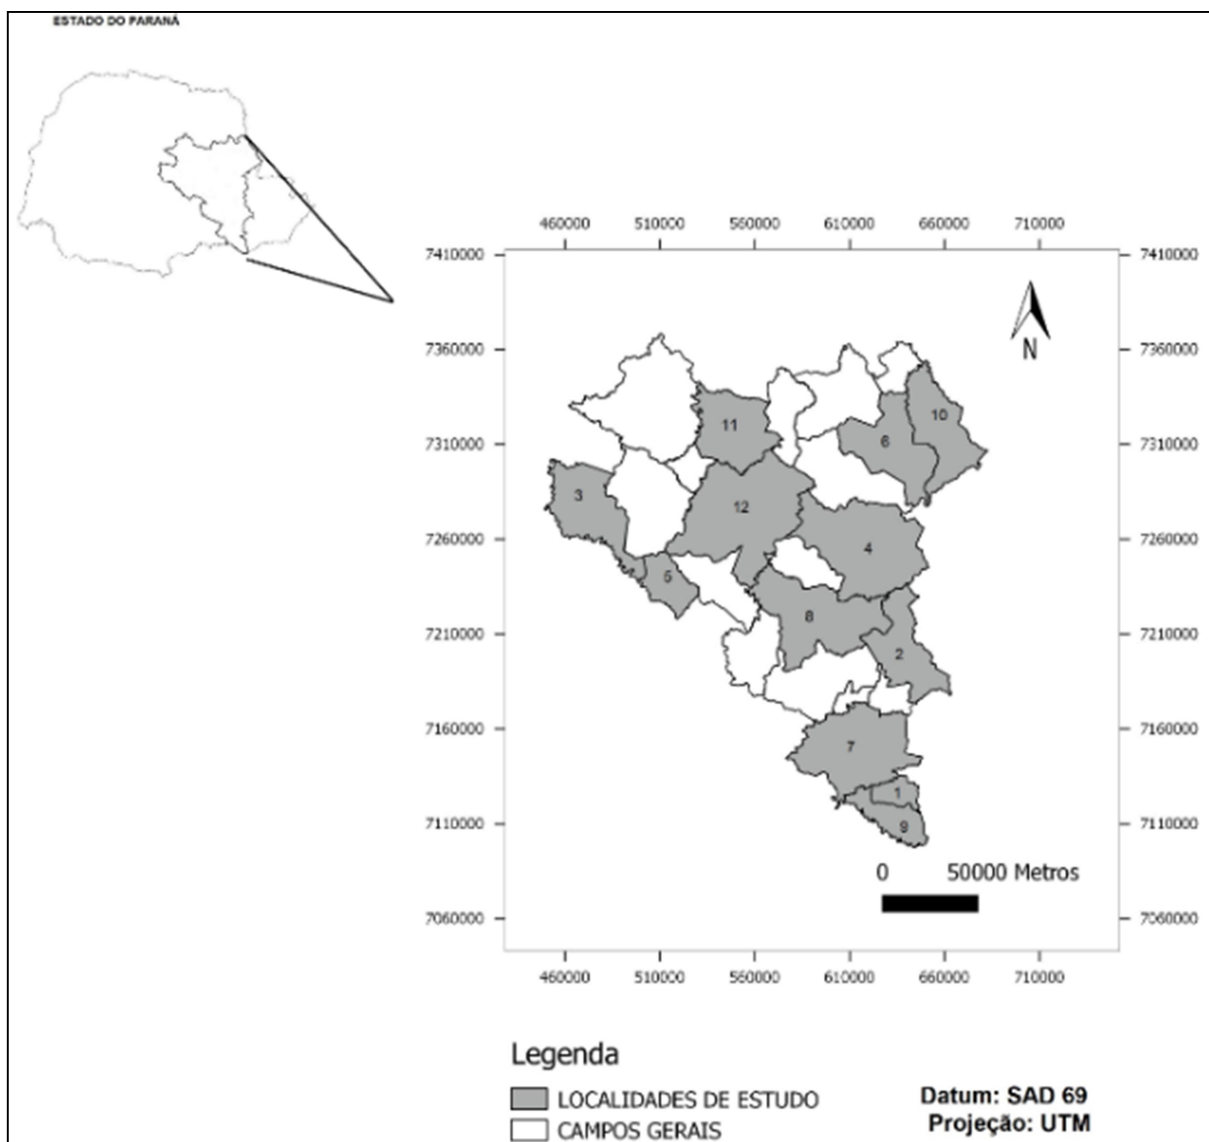 ESTADO DO PARANÁ
460000 510000 560000 610000 660000 710000
7410000 7410000
7360000 7360000
N
7310000 7310000
7260000 7260000
7210000 7210000
7160000 7160000
7110000 7110000
7060000 7060000
11
10
6
3
12
4
5
8
2
7
1
9
0 50000 Metros
460000 510000 560000 610000 660000 710000
Legenda
LOCALIDADES DE ESTUDO
CAMPOS GERAIS
Datum: SAD 69
Projeção: UTM